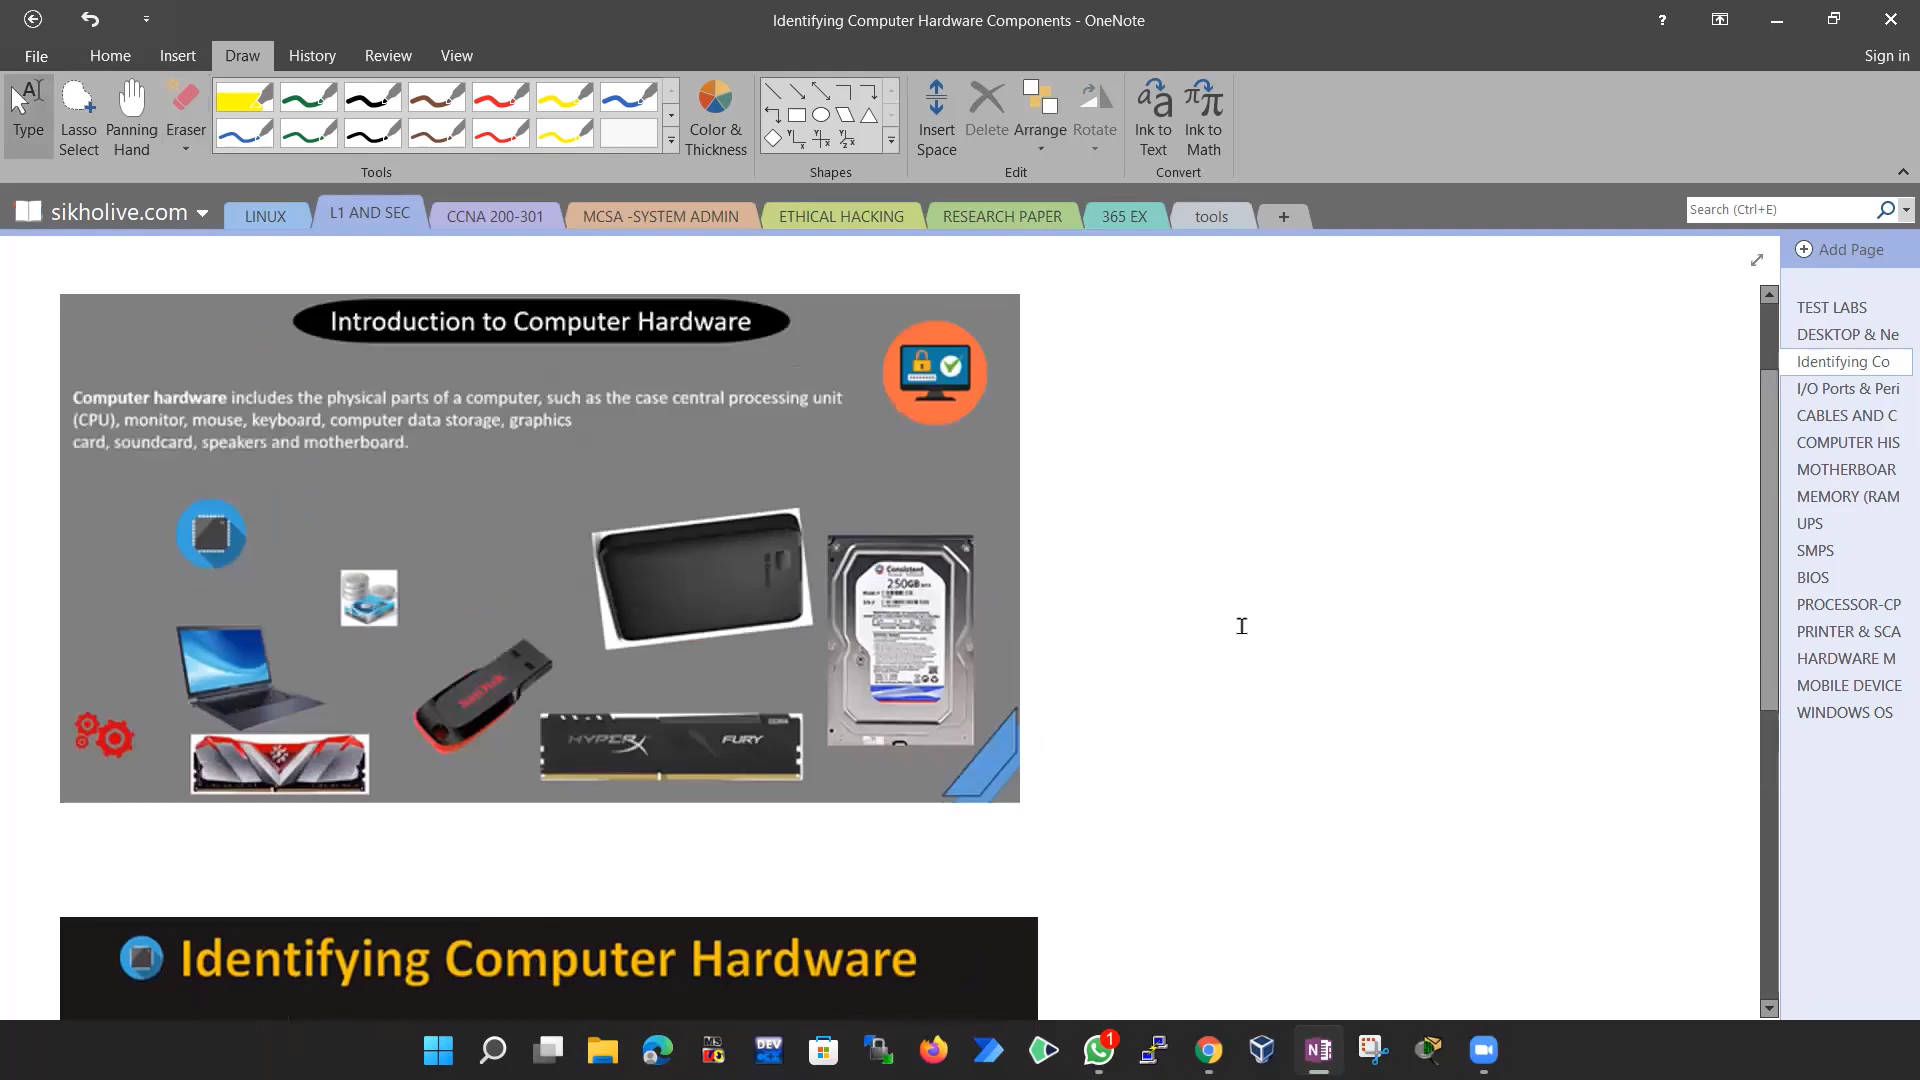 Identifying Computer Hardware Components - OneNote
?
File
Home
Insert
Draw
History
Review
View
Sign in
Type
Lasso
Select
Panning
Hand
Eraser
Color &
Thickness
Insert
Space
Delete
Arrange
Rotate
Ink to
Text
Ink to
Math
Tools
Shapes
Edit
Convert
sikholive.com
LINUX
L1 AND SEC
CCNA 200-301
MCSA -SYSTEM ADMIN
ETHICAL HACKING
RESEARCH PAPER
365 EX
tools
+
Search (Ctrl+E)
Add Page
TEST LABS
DESKTOP & Ne
Identifying Co
I/O Ports & Peri
CABLES AND C
COMPUTER HIS
MOTHERBOAR
MEMORY (RAM
UPS
SMPS
BIOS
PROCESSOR-CP
PRINTER & SCA
HARDWARE M
MOBILE DEVICE
WINDOWS OS
Introduction to Computer Hardware
Computer hardware includes the physical parts of a computer, such as the case central processing unit
(CPU), monitor, mouse, keyboard, computer data storage, graphics
card, soundcard, speakers and motherboard.
Consistent
250GB
SanDisk
HYPERX
FURY
DDR4
Identifying Computer Hardware
MS
DEV
1
N